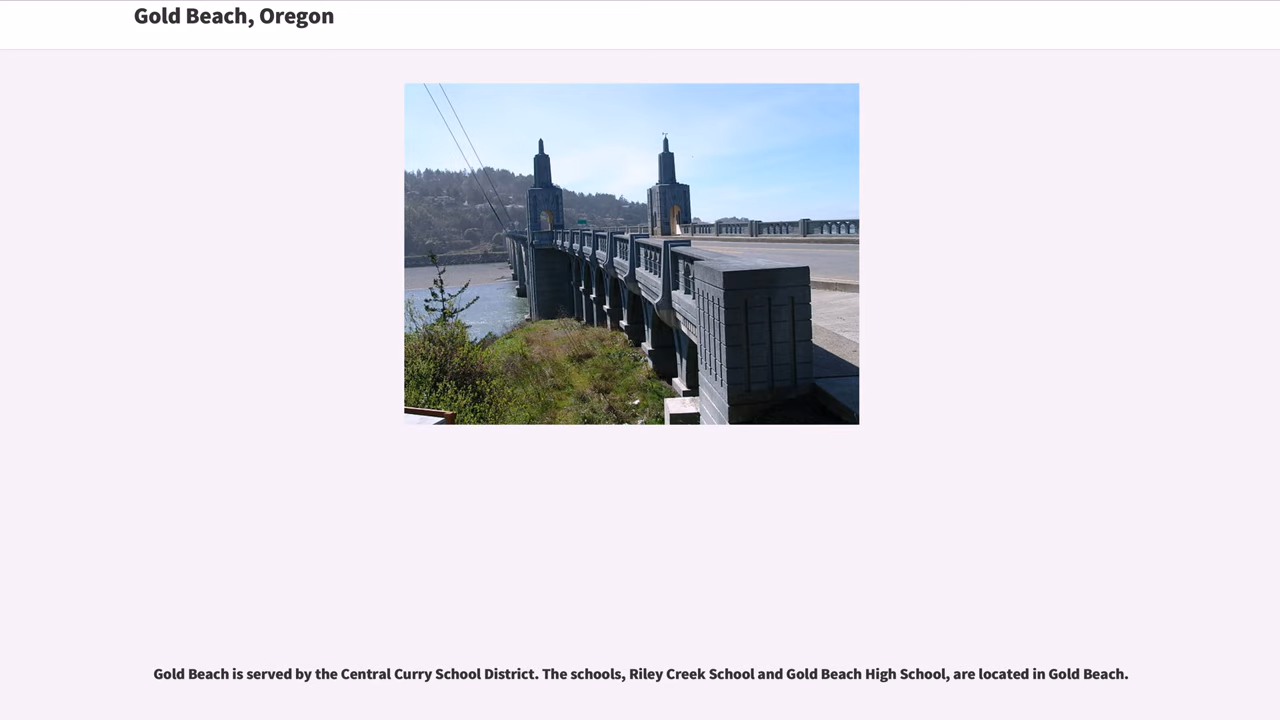 Gold Beach, Oregon
Gold Beach is served by the Central Curry School District. The schools, Riley Creek School and Gold Beach High School, are located in Gold Beach.